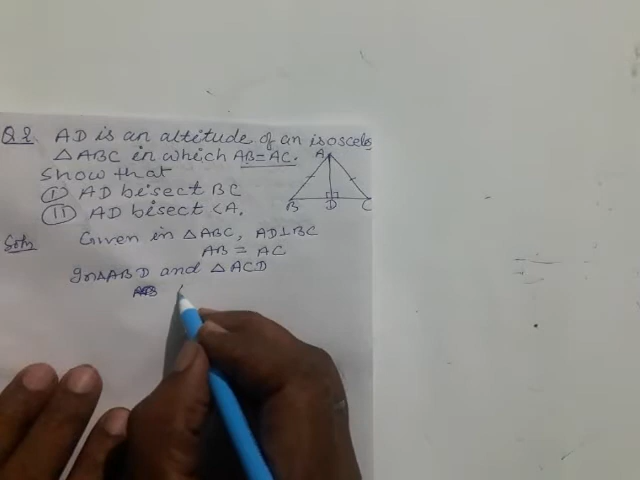 Q2. AD is an altitude of an isosceles
△ABC in which AB=AC.
Show that
(I) AD bisect BC
(II) AD bisect <A.
A
B D C
Soln Given in △ABC, AD⊥BC
AB = AC
In △ABD and △ACD